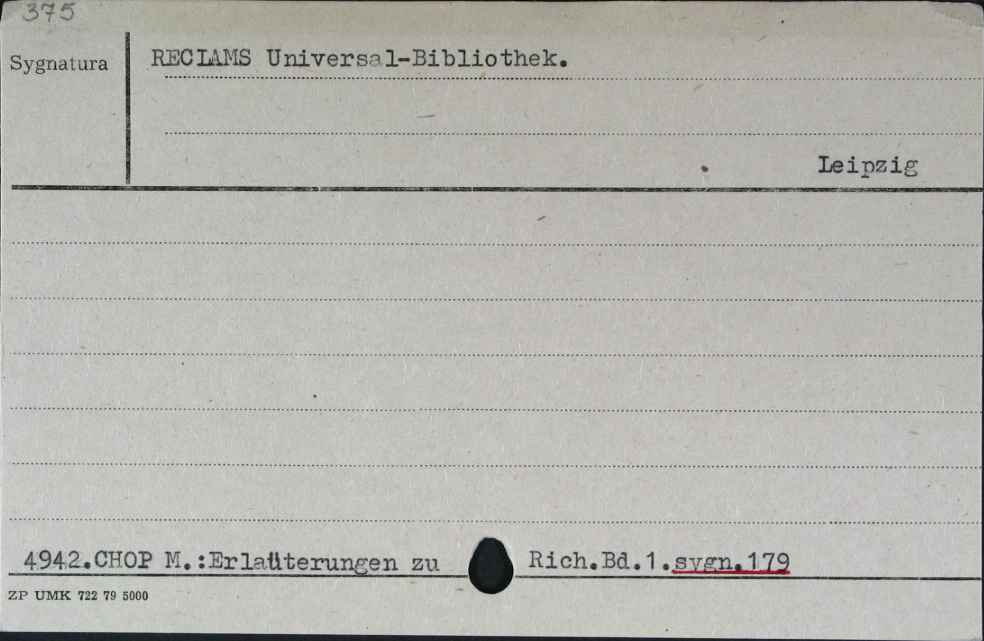 375
Sygnatura
RECLAMS Universal-Bibliothek.
Leipzig
4942.CHOP M.:Erlaüterungen zu Rich.Bd.1.sygn.179
ZP UMK 722 79 5000